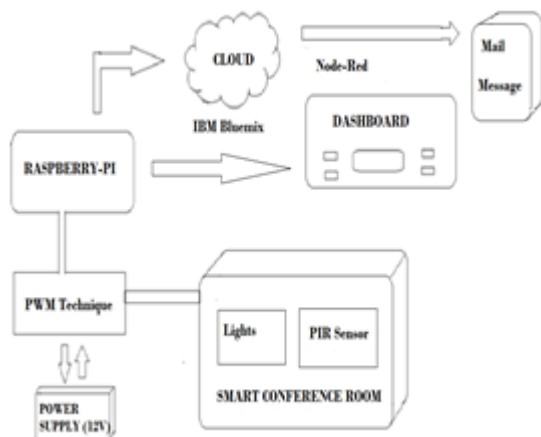 CLOUD
IBM Bluemix
Node-Red
Mail
Message
DASHBOARD
RASPBERRY-PI
PWM Technique
Lights
PIR Sensor
SMART CONFERENCE ROOM
POWER
SUPPLY (12V)